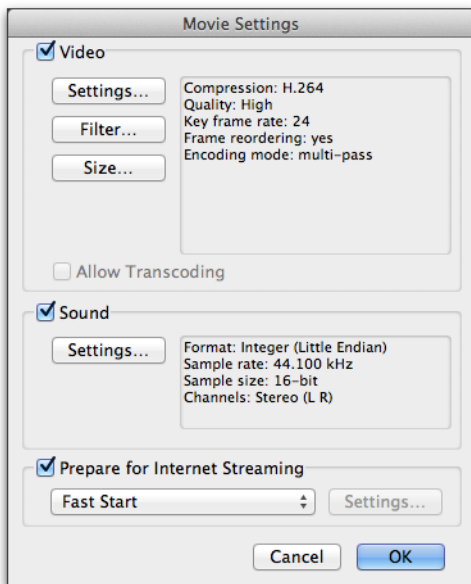 Movie Settings
Video
Settings...
Filter...
Size...
Compression: H.264
Quality: High
Key frame rate: 24
Frame reordering: yes
Encoding mode: multi-pass
Allow Transcoding
Sound
Settings...
Format: Integer (Little Endian)
Sample rate: 44.100 kHz
Sample size: 16-bit
Channels: Stereo (L R)
Prepare for Internet Streaming
Fast Start
Settings...
Cancel
OK